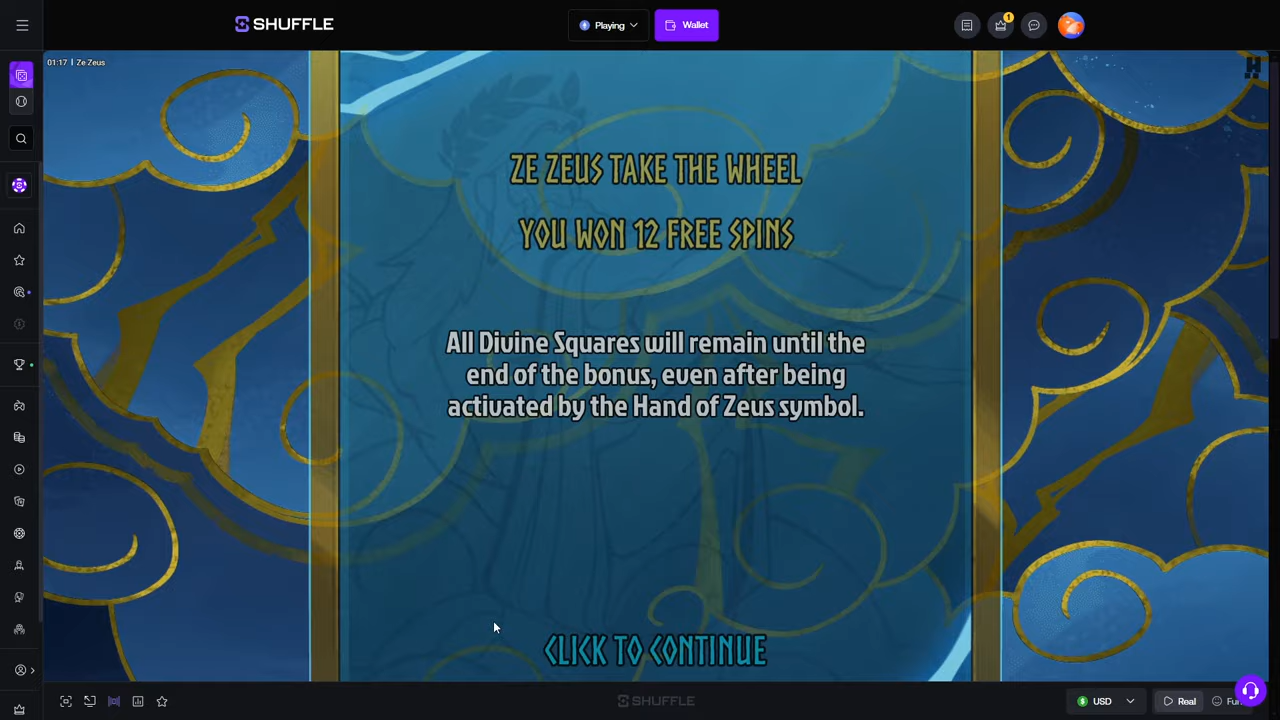 SHUFFLE
Playing
Wallet
1
01:17 | Ze Zeus
ZE ZEUS TAKE THE WHEEL
YOU WON 12 FREE SPINS
All Divine Squares will remain until the
end of the bonus, even after being
activated by the Hand of Zeus symbol.
CLICK TO CONTINUE
SHUFFLE
USD
Real